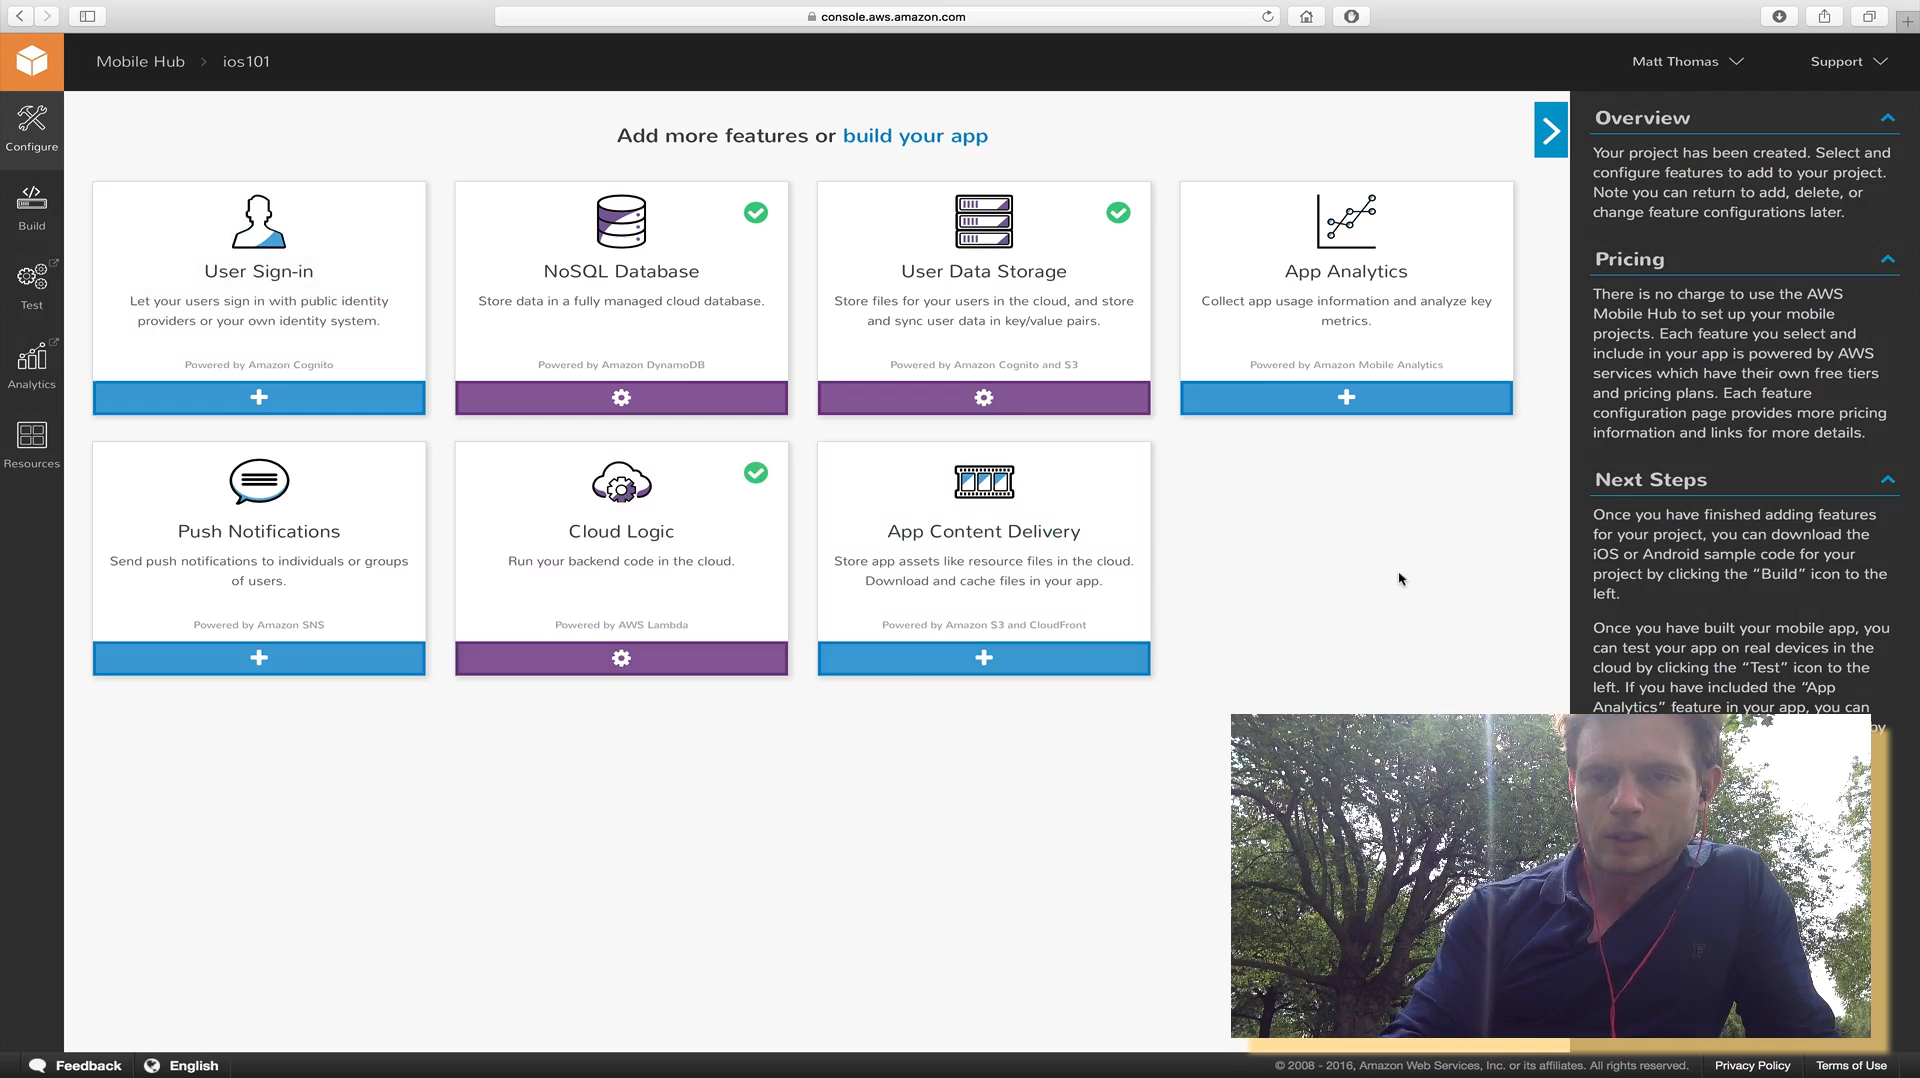 console.aws.amazon.com
Mobile Hub > ios101
Matt Thomas
Support
Configure
Build
Test
Analytics
Resources
Add more features or build your app
User Sign-in
Let your users sign in with public identity
providers or your own identity system.
Powered by Amazon Cognito
NoSQL Database
Store data in a fully managed cloud database.
Powered by Amazon DynamoDB
User Data Storage
Store files for your users in the cloud, and store
and sync user data in key/value pairs.
Powered by Amazon Cognito and S3
App Analytics
Collect app usage information and analyze key
metrics.
Powered by Amazon Mobile Analytics
Push Notifications
Send push notifications to individuals or groups
of users.
Powered by Amazon SNS
Cloud Logic
Run your backend code in the cloud.
Powered by AWS Lambda
App Content Delivery
Store app assets like resource files in the cloud.
Download and cache files in your app.
Powered by Amazon S3 and CloudFront
Overview
Your project has been created. Select and
configure features to add to your project.
Note you can return to add, delete, or
change feature configurations later.
Pricing
There is no charge to use the AWS
Mobile Hub to set up your mobile
projects. Each feature you select and
include in your app is powered by AWS
services which have their own free tiers
and pricing plans. Each feature
configuration page provides more pricing
information and links for more details.
Next Steps
Once you have finished adding features
for your project, you can download the
iOS or Android sample code for your
project by clicking the “Build” icon to the
left.
Once you have built your mobile app, you
can test your app on real devices in the
cloud by clicking the “Test” icon to the
left. If you have included the “App
Analytics” feature in your app, you can
by
F
Feedback
English
© 2008 - 2016, Amazon Web Services, Inc. or its affiliates. All rights reserved.
Privacy Policy
Terms of Use